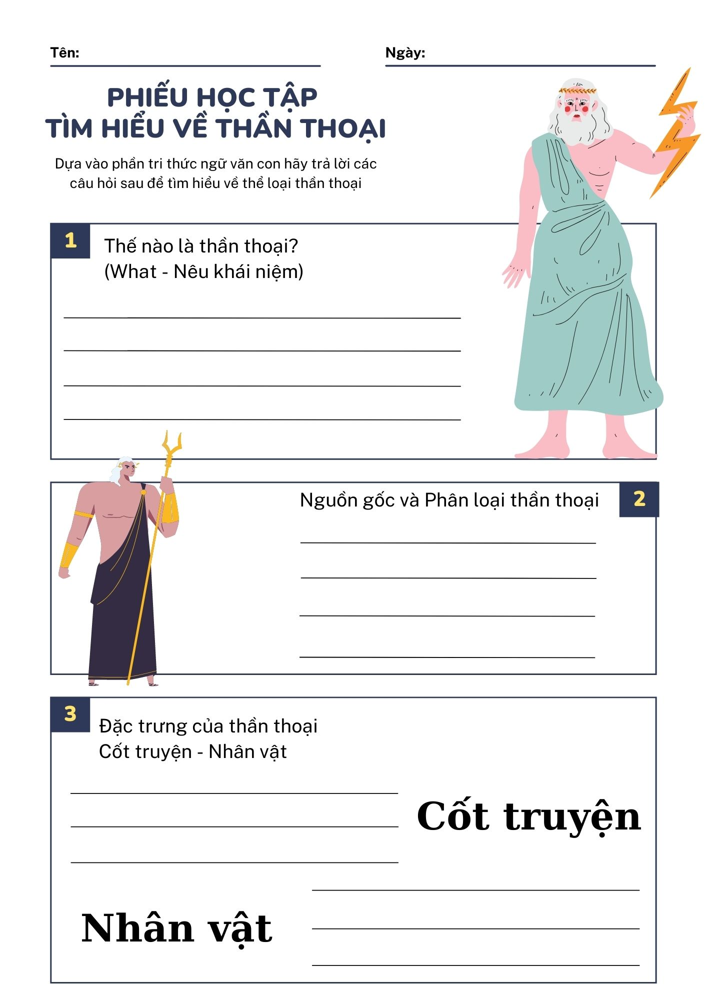 Tên:
Ngày:
PHIẾU HỌC TẬP
TÌM HIỂU VỀ THẦN THOẠI
Dựa vào phần tri thức ngữ văn con hãy trả lời các
câu hỏi sau để tìm hiểu về thể loại thần thoại
1
Thế nào là thần thoại?
(What - Nêu khái niệm)
Nguồn gốc và Phân loại thần thoại
2
3
Đặc trưng của thần thoại
Cốt truyện - Nhân vật
Cốt truyện
Nhân vật